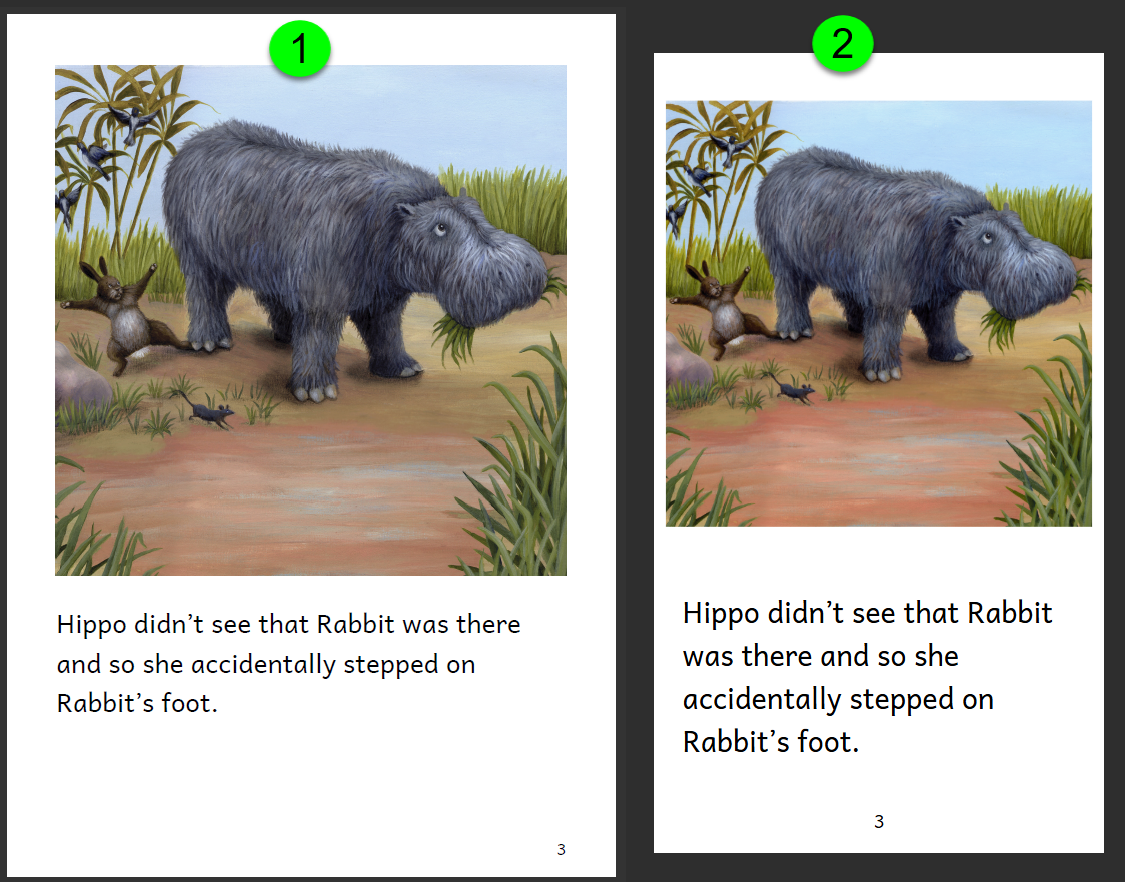 1
Hippo didn’t see that Rabbit was there
and so she accidentally stepped on
Rabbit’s foot.
3
2
Hippo didn’t see that Rabbit
was there and so she
accidentally stepped on
Rabbit’s foot.
3